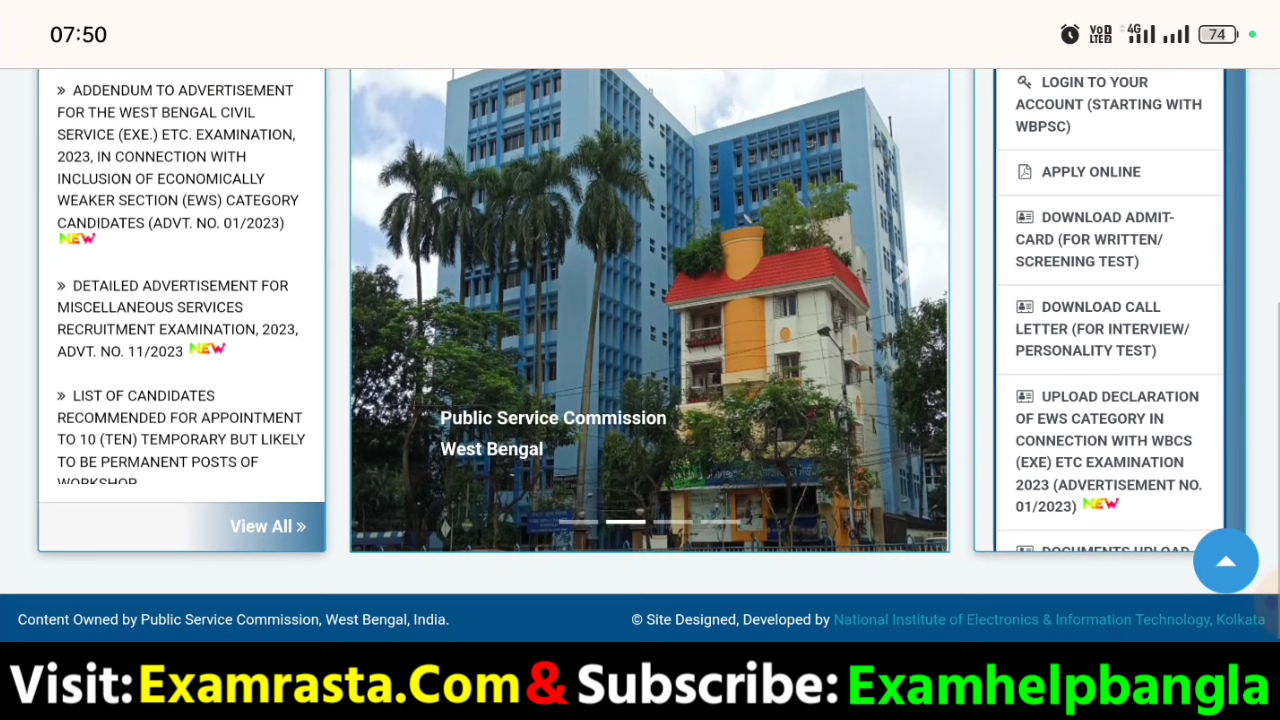 07:50
VoD
LTE2
4G
74
» ADDENDUM TO ADVERTISEMENT
FOR THE WEST BENGAL CIVIL
SERVICE (EXE.) ETC. EXAMINATION,
2023, IN CONNECTION WITH
INCLUSION OF ECONOMICALLY
WEAKER SECTION (EWS) CATEGORY
CANDIDATES (ADVT. NO. 01/2023)
NEW
» DETAILED ADVERTISEMENT FOR
MISCELLANEOUS SERVICES
RECRUITMENT EXAMINATION, 2023,
ADVT. NO. 11/2023 NEW
» LIST OF CANDIDATES
RECOMMENDED FOR APPOINTMENT
TO 10 (TEN) TEMPORARY BUT LIKELY
TO BE PERMANENT POSTS OF
WORKSHOP
View All »
Public Service Commission
West Bengal
LOGIN TO YOUR
ACCOUNT (STARTING WITH
WBPSC)
APPLY ONLINE
DOWNLOAD ADMIT-
CARD (FOR WRITTEN/
SCREENING TEST)
DOWNLOAD CALL
LETTER (FOR INTERVIEW/
PERSONALITY TEST)
UPLOAD DECLARATION
OF EWS CATEGORY IN
CONNECTION WITH WBCS
(EXE) ETC EXAMINATION
2023 (ADVERTISEMENT NO.
01/2023) NEW
DOCUMENTS UPLOAD
Content Owned by Public Service Commission, West Bengal, India.
© Site Designed, Developed by National Institute of Electronics & Information Technology, Kolkata
Visit: Examrasta.Com & Subscribe: Examhelpbangla